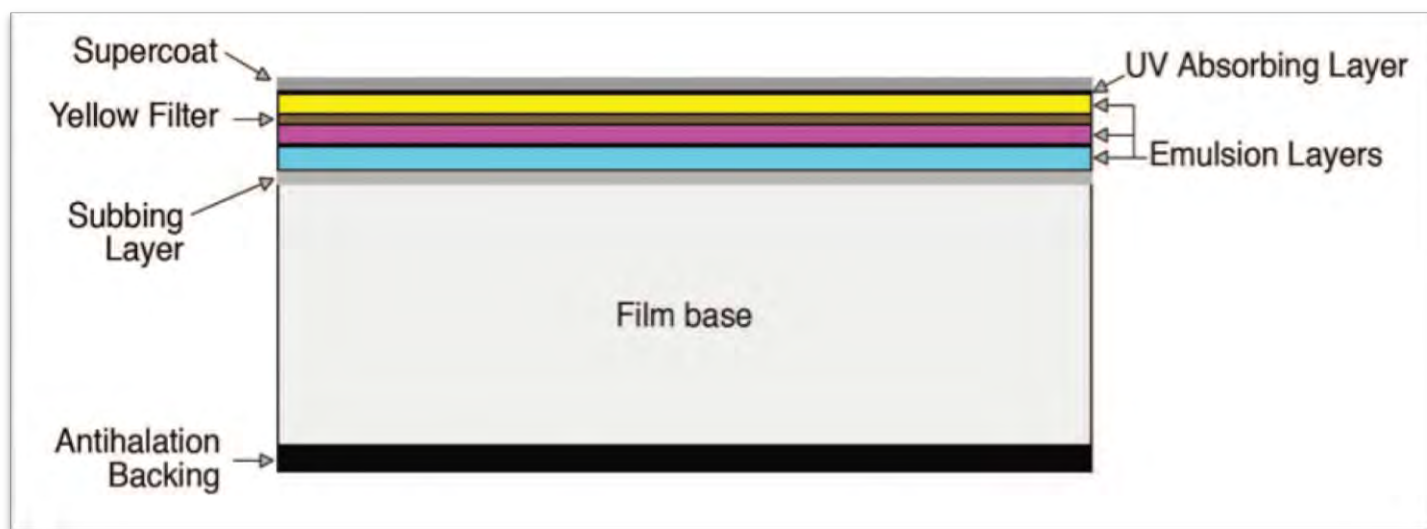 Supercoat
UV Absorbing Layer
Yellow Filter
Emulsion Layers
Subbing
Layer
Film base
Antihalation
Backing